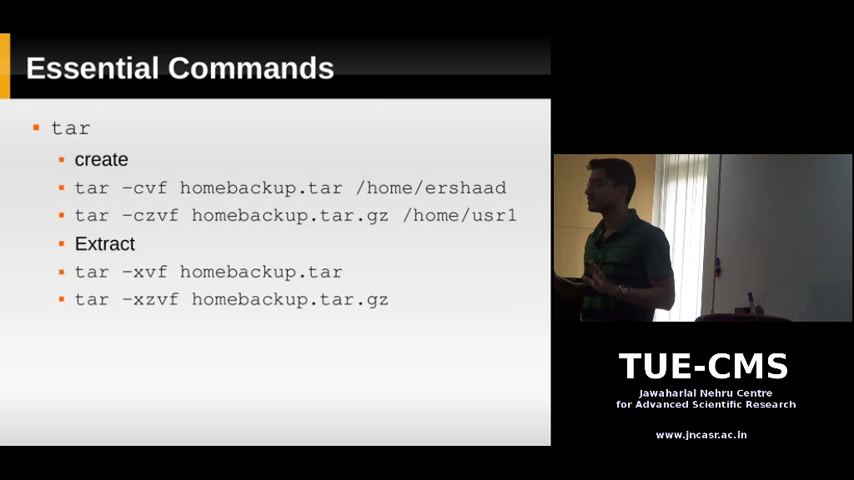 Essential Commands
tar
create
tar -cvf homebackup.tar /home/ershaad
tar -czvf homebackup.tar.gz /home/usr1
Extract
tar -xvf homebackup.tar
tar -xzvf homebackup.tar.gz
TUE-CMS
Jawaharlal Nehru Centre
for Advanced Scientific Research
www.jncasr.ac.in